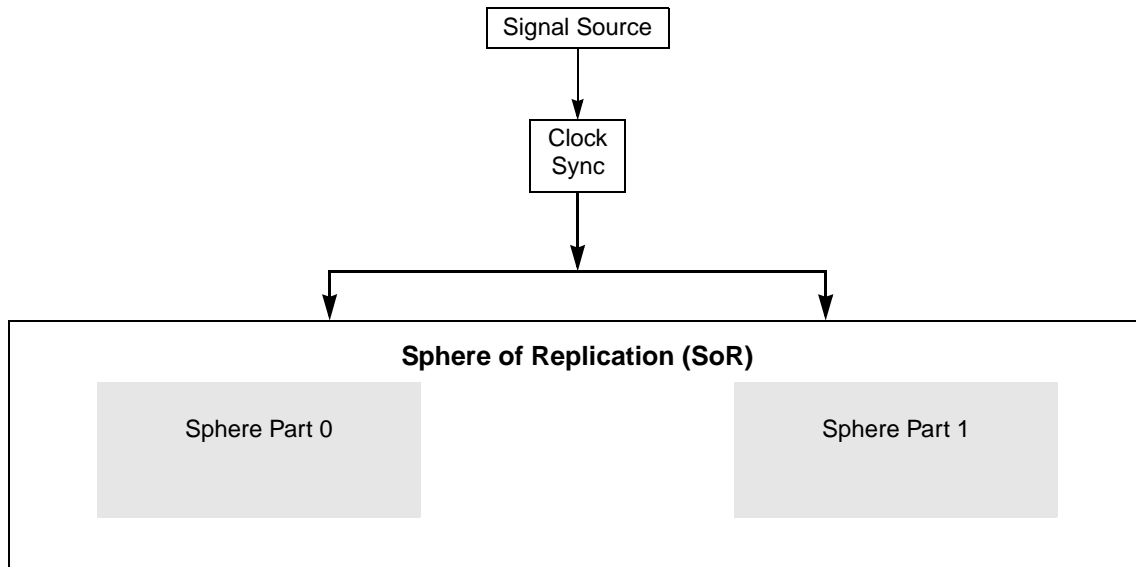 Signal Source
Clock
Sync
Sphere of Replication (SoR)
Sphere Part 0
Sphere Part 1